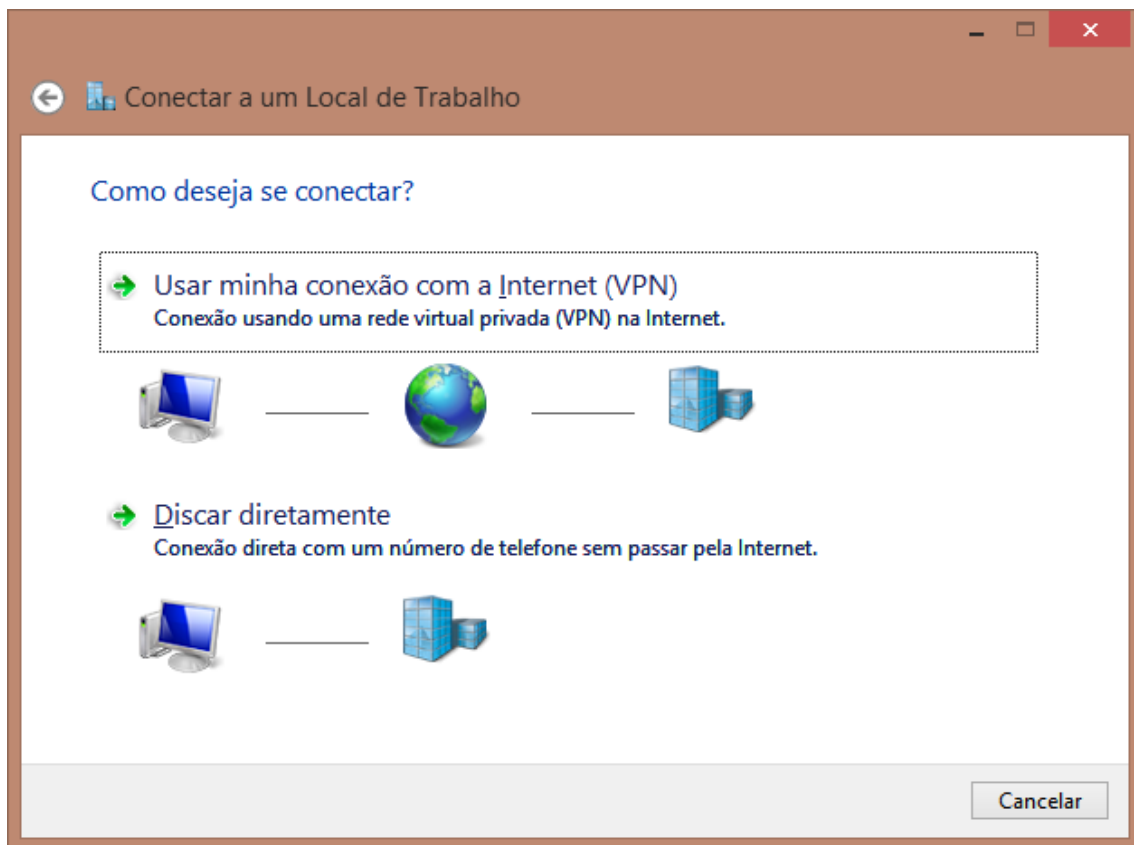 Conectar a um Local de Trabalho
Como deseja se conectar?
Usar minha conexão com a Internet (VPN)
Conexão usando uma rede virtual privada (VPN) na Internet.
Discar diretamente
Conexão direta com um número de telefone sem passar pela Internet.
Cancelar